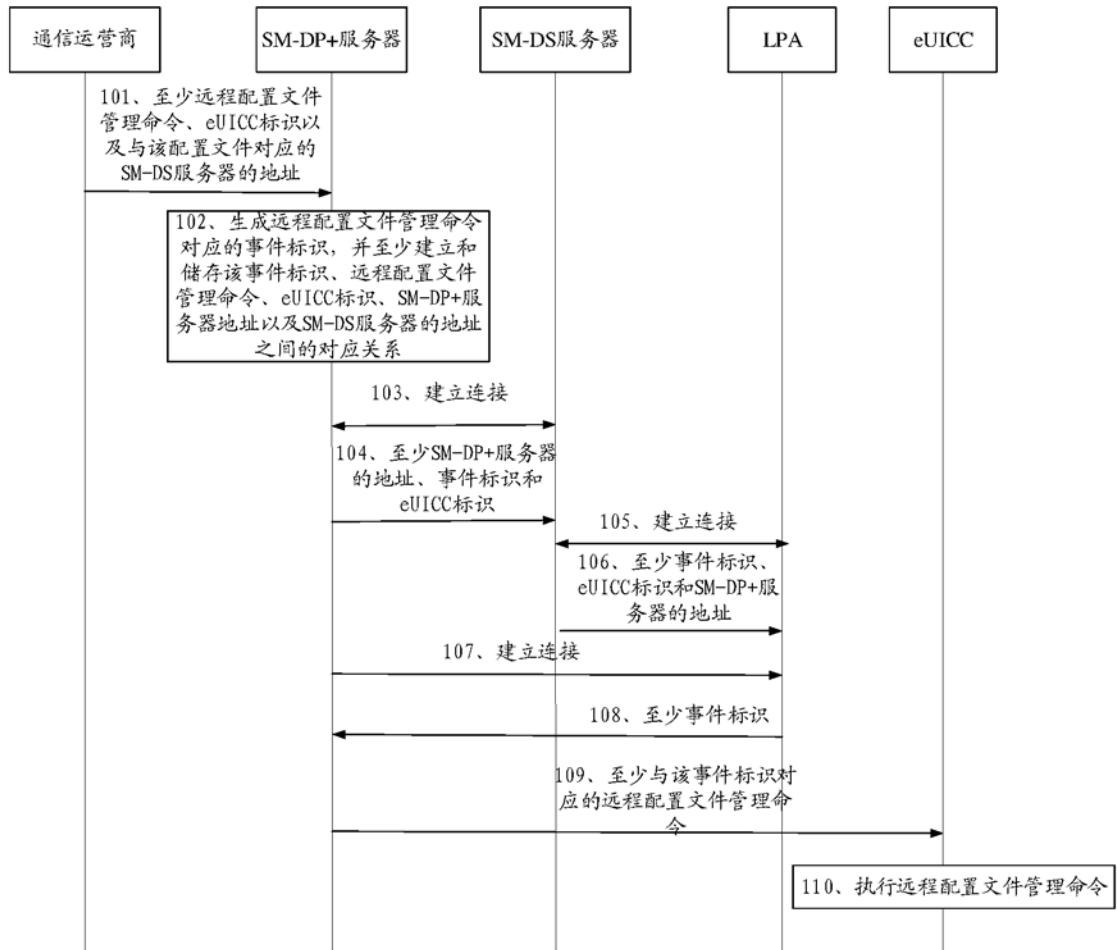 通信运营商
SM-DP+服务器
SM-DS服务器
LPA
eUICC
101、至少远程配置文件
管理命令、eUICC标识以
及与该配置文件对应的
SM-DS服务器的地址
102、生成远程配置文件管理命令
对应的事件标识，并至少建立和
储存该事件标识、远程配置文件
管理命令、eUICC标识、SM-DP+服
务器地址以及SM-DS服务器的地址
之间的对应关系
103、建立连接
104、至少SM-DP+服务器
的地址、事件标识和
eUICC标识
105、建立连接
106、至少事件标识、
eUICC标识和SM-DP+服
务器的地址
107、建立连接
108、至少事件标识
109、至少与该事件标识对
应的远程配置文件管理命
令
110、执行远程配置文件管理命令